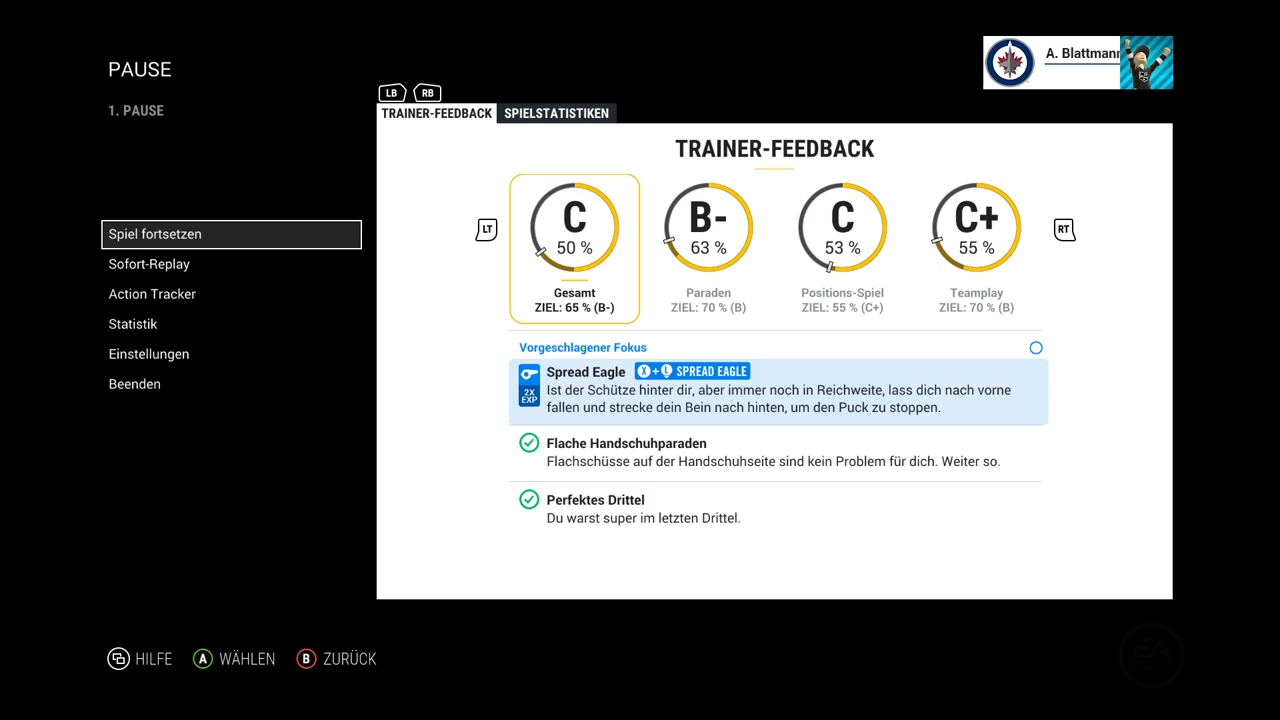 PAUSE
1. PAUSE
A. Blattmann
LB RB
TRAINER-FEEDBACK SPIELSTATISTIKEN
TRAINER-FEEDBACK
LT
C
50 %
Gesamt
ZIEL: 65 % (B-)
B-
63 %
Paraden
ZIEL: 70 % (B)
C
53 %
Positions-Spiel
ZIEL: 55 % (C+)
C+
55 %
Teamplay
ZIEL: 70 % (B)
RT
Spiel fortsetzen
Sofort-Replay
Action Tracker
Statistik
Einstellungen
Beenden
Vorgeschlagener Fokus
Spread Eagle X + L SPREAD EAGLE
2X
EXP
Ist der Schütze hinter dir, aber immer noch in Reichweite, lass dich nach vorne
fallen und strecke dein Bein nach hinten, um den Puck zu stoppen.
Flache Handschuhparaden
Flachschüsse auf der Handschuhseite sind kein Problem für dich. Weiter so.
Perfektes Drittel
Du warst super im letzten Drittel.
HILFE A WÄHLEN B ZURÜCK
EA
SPORTS